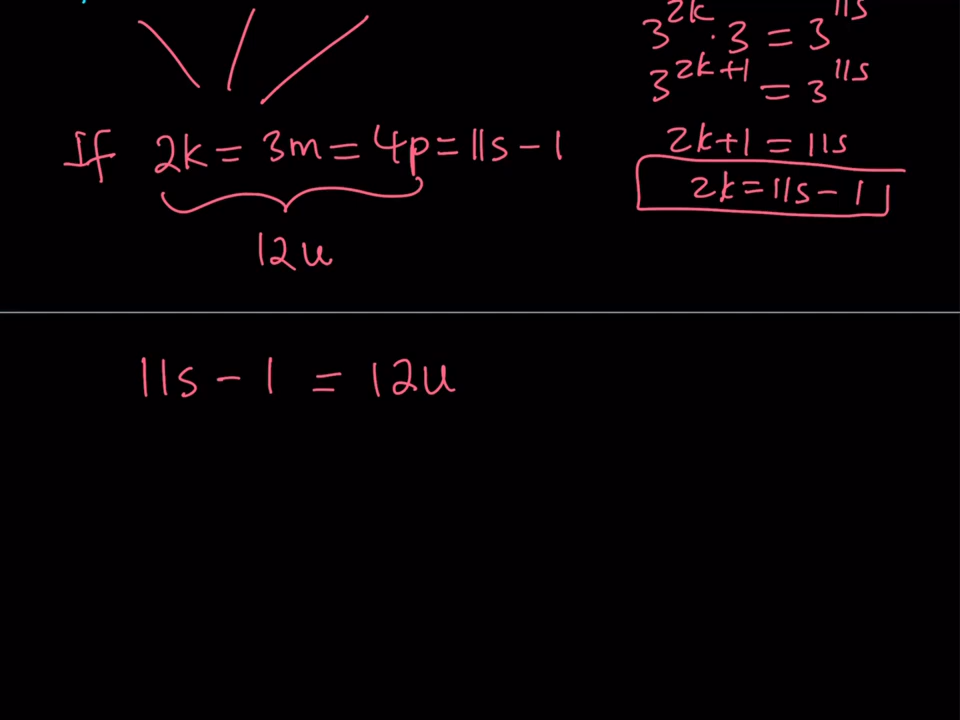 3^{2k} · 3 = 3^{11s}
3^{2k+1} = 3^{11s}
2k+1 = 11s
2k = 11s - 1
If 2k = 3m = 4p = 11s - 1
12u
11s - 1 = 12u